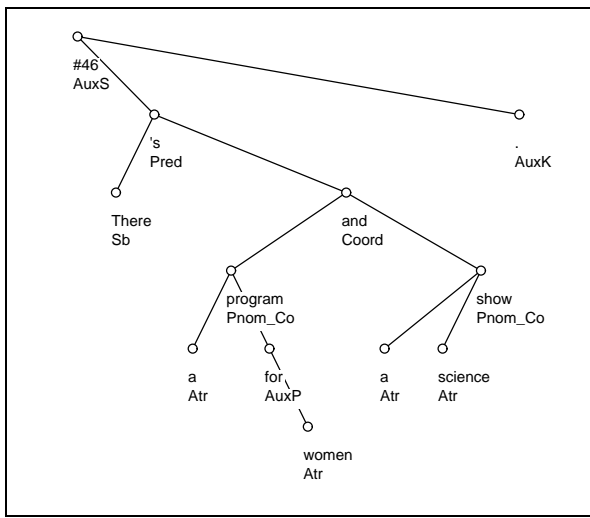 #46
AuxS
's
Pred
.
AuxK
There
Sb
and
Coord
program
Pnom_Co
show
Pnom_Co
a
Atr
for
AuxP
a
Atr
science
Atr
women
Atr